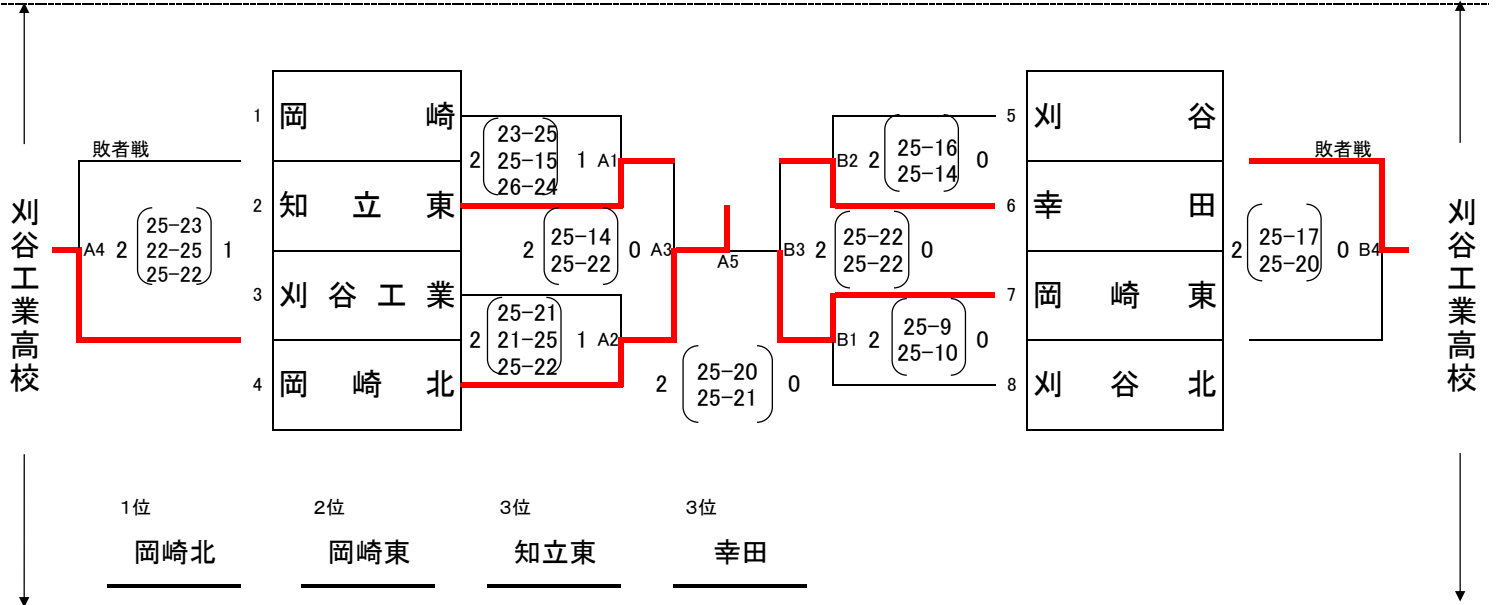 刈谷工業高校
敗者戦
A4 2 25-23 1
22-25
25-22
1 岡崎
2 知立東
3 刈谷工業
4 岡崎北
2 23-25 1 A1
25-15
26-24
2 25-14 0 A3
25-22
2 25-21 1 A2
21-25
25-22
A5
2 25-20 0
25-21
B2 2 25-16 0
25-14
B3 2 25-22 0
25-22
B1 2 25-9 0
25-10
5 刈谷
6 幸田
7 岡崎東
8 刈谷北
敗者戦
2 25-17 0 B4
25-20
刈谷工業高校
1位 2位 3位 3位
岡崎北 岡崎東 知立東 幸田